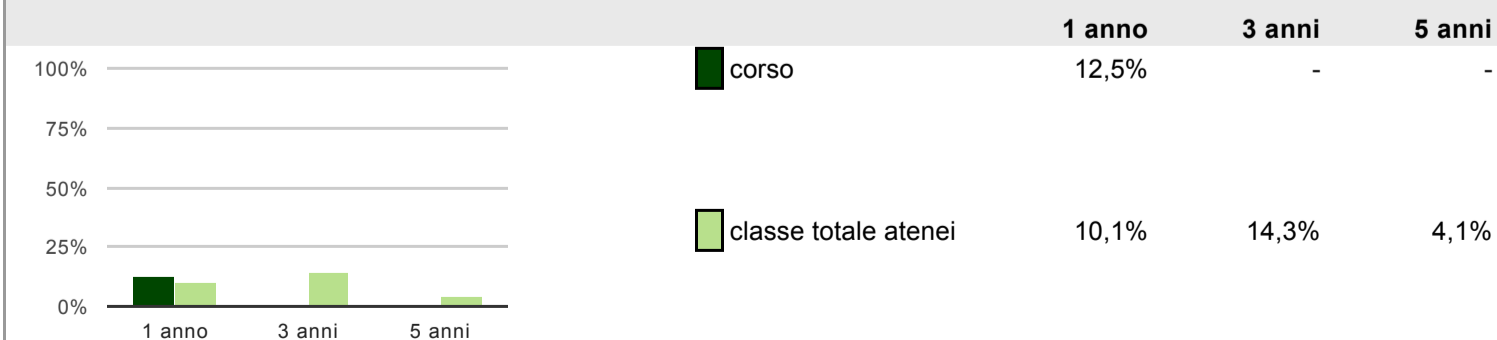 1 anno 3 anni 5 anni
100%
75%
50%
25%
0%
1 anno 3 anni 5 anni
corso 12,5% - -
classe totale atenei 10,1% 14,3% 4,1%